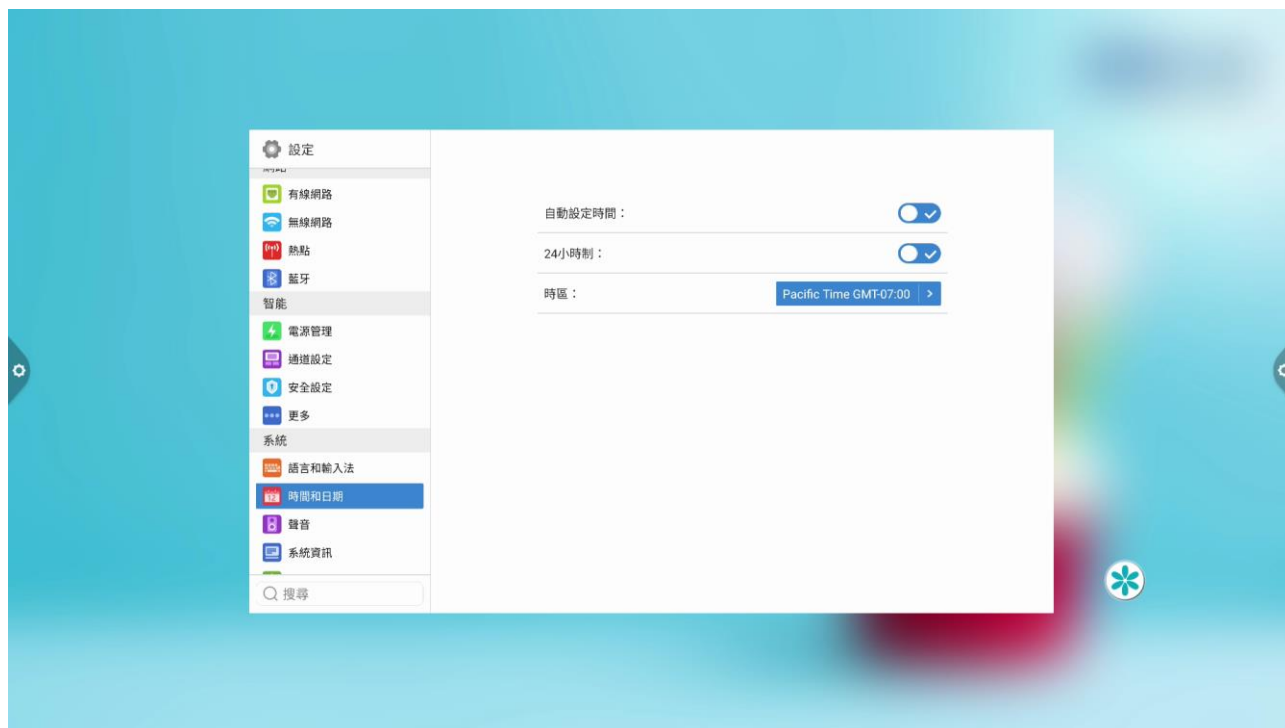 設定
有線網路
無線網路
熱點
藍牙
智能
電源管理
通道設定
安全設定
更多
系統
語言和輸入法
12
時間和日期
聲音
系統資訊
搜尋
自動設定時間：
24小時制：
時區：
Pacific Time GMT-07:00